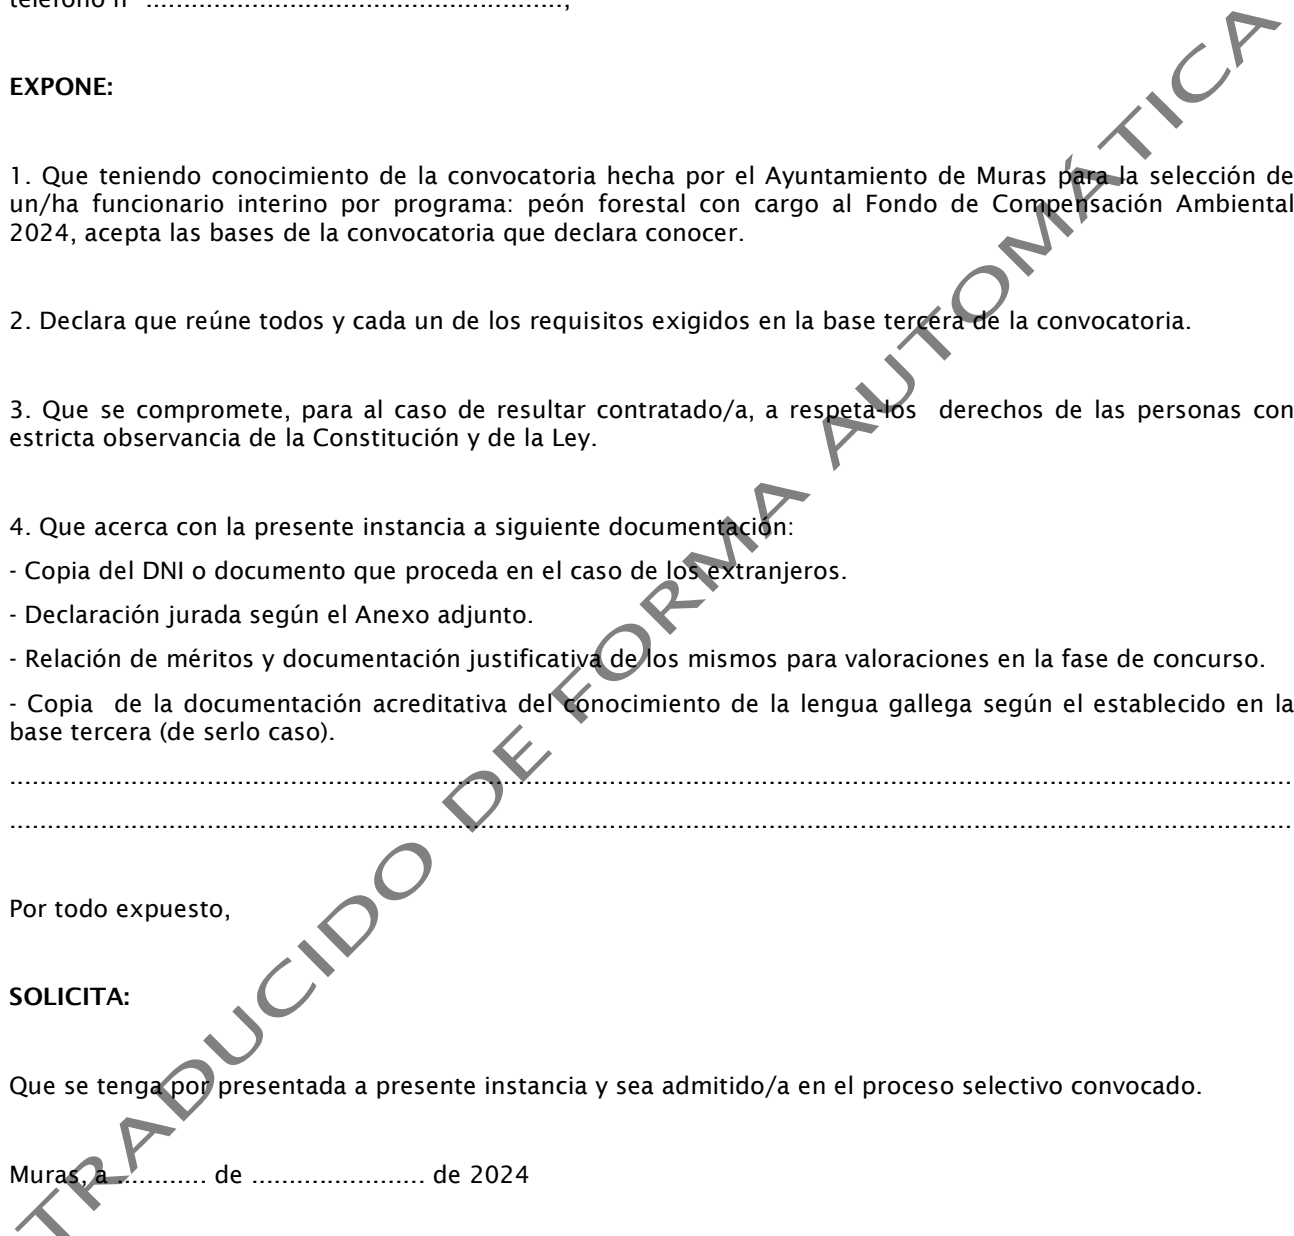 teléfono nº ........................................................,
EXPONE:
1. Que teniendo conocimiento de la convocatoria hecha por el Ayuntamiento de Muras para la selección de
un/ha funcionario interino por programa: peón forestal con cargo al Fondo de Compensación Ambiental
2024, acepta las bases de la convocatoria que declara conocer.
2. Declara que reúne todos y cada un de los requisitos exigidos en la base tercera de la convocatoria.
3. Que se compromete, para al caso de resultar contratado/a, a respeta-los derechos de las personas con
estricta observancia de la Constitución y de la Ley.
4. Que acerca con la presente instancia a siguiente documentación:
- Copia del DNI o documento que proceda en el caso de los extranjeros.
- Declaración jurada según el Anexo adjunto.
- Relación de méritos y documentación justificativa de los mismos para valoraciones en la fase de concurso.
- Copia de la documentación acreditativa del conocimiento de la lengua gallega según el establecido en la
base tercera (de serlo caso).
............................................................................................................................................................................
............................................................................................................................................................................
Por todo expuesto,
SOLICITA:
Que se tenga por presentada a presente instancia y sea admitido/a en el proceso selectivo convocado.
Muras, a ............ de ....................... de 2024
TRADUCIDO DE FORMA AUTOMÁTICA